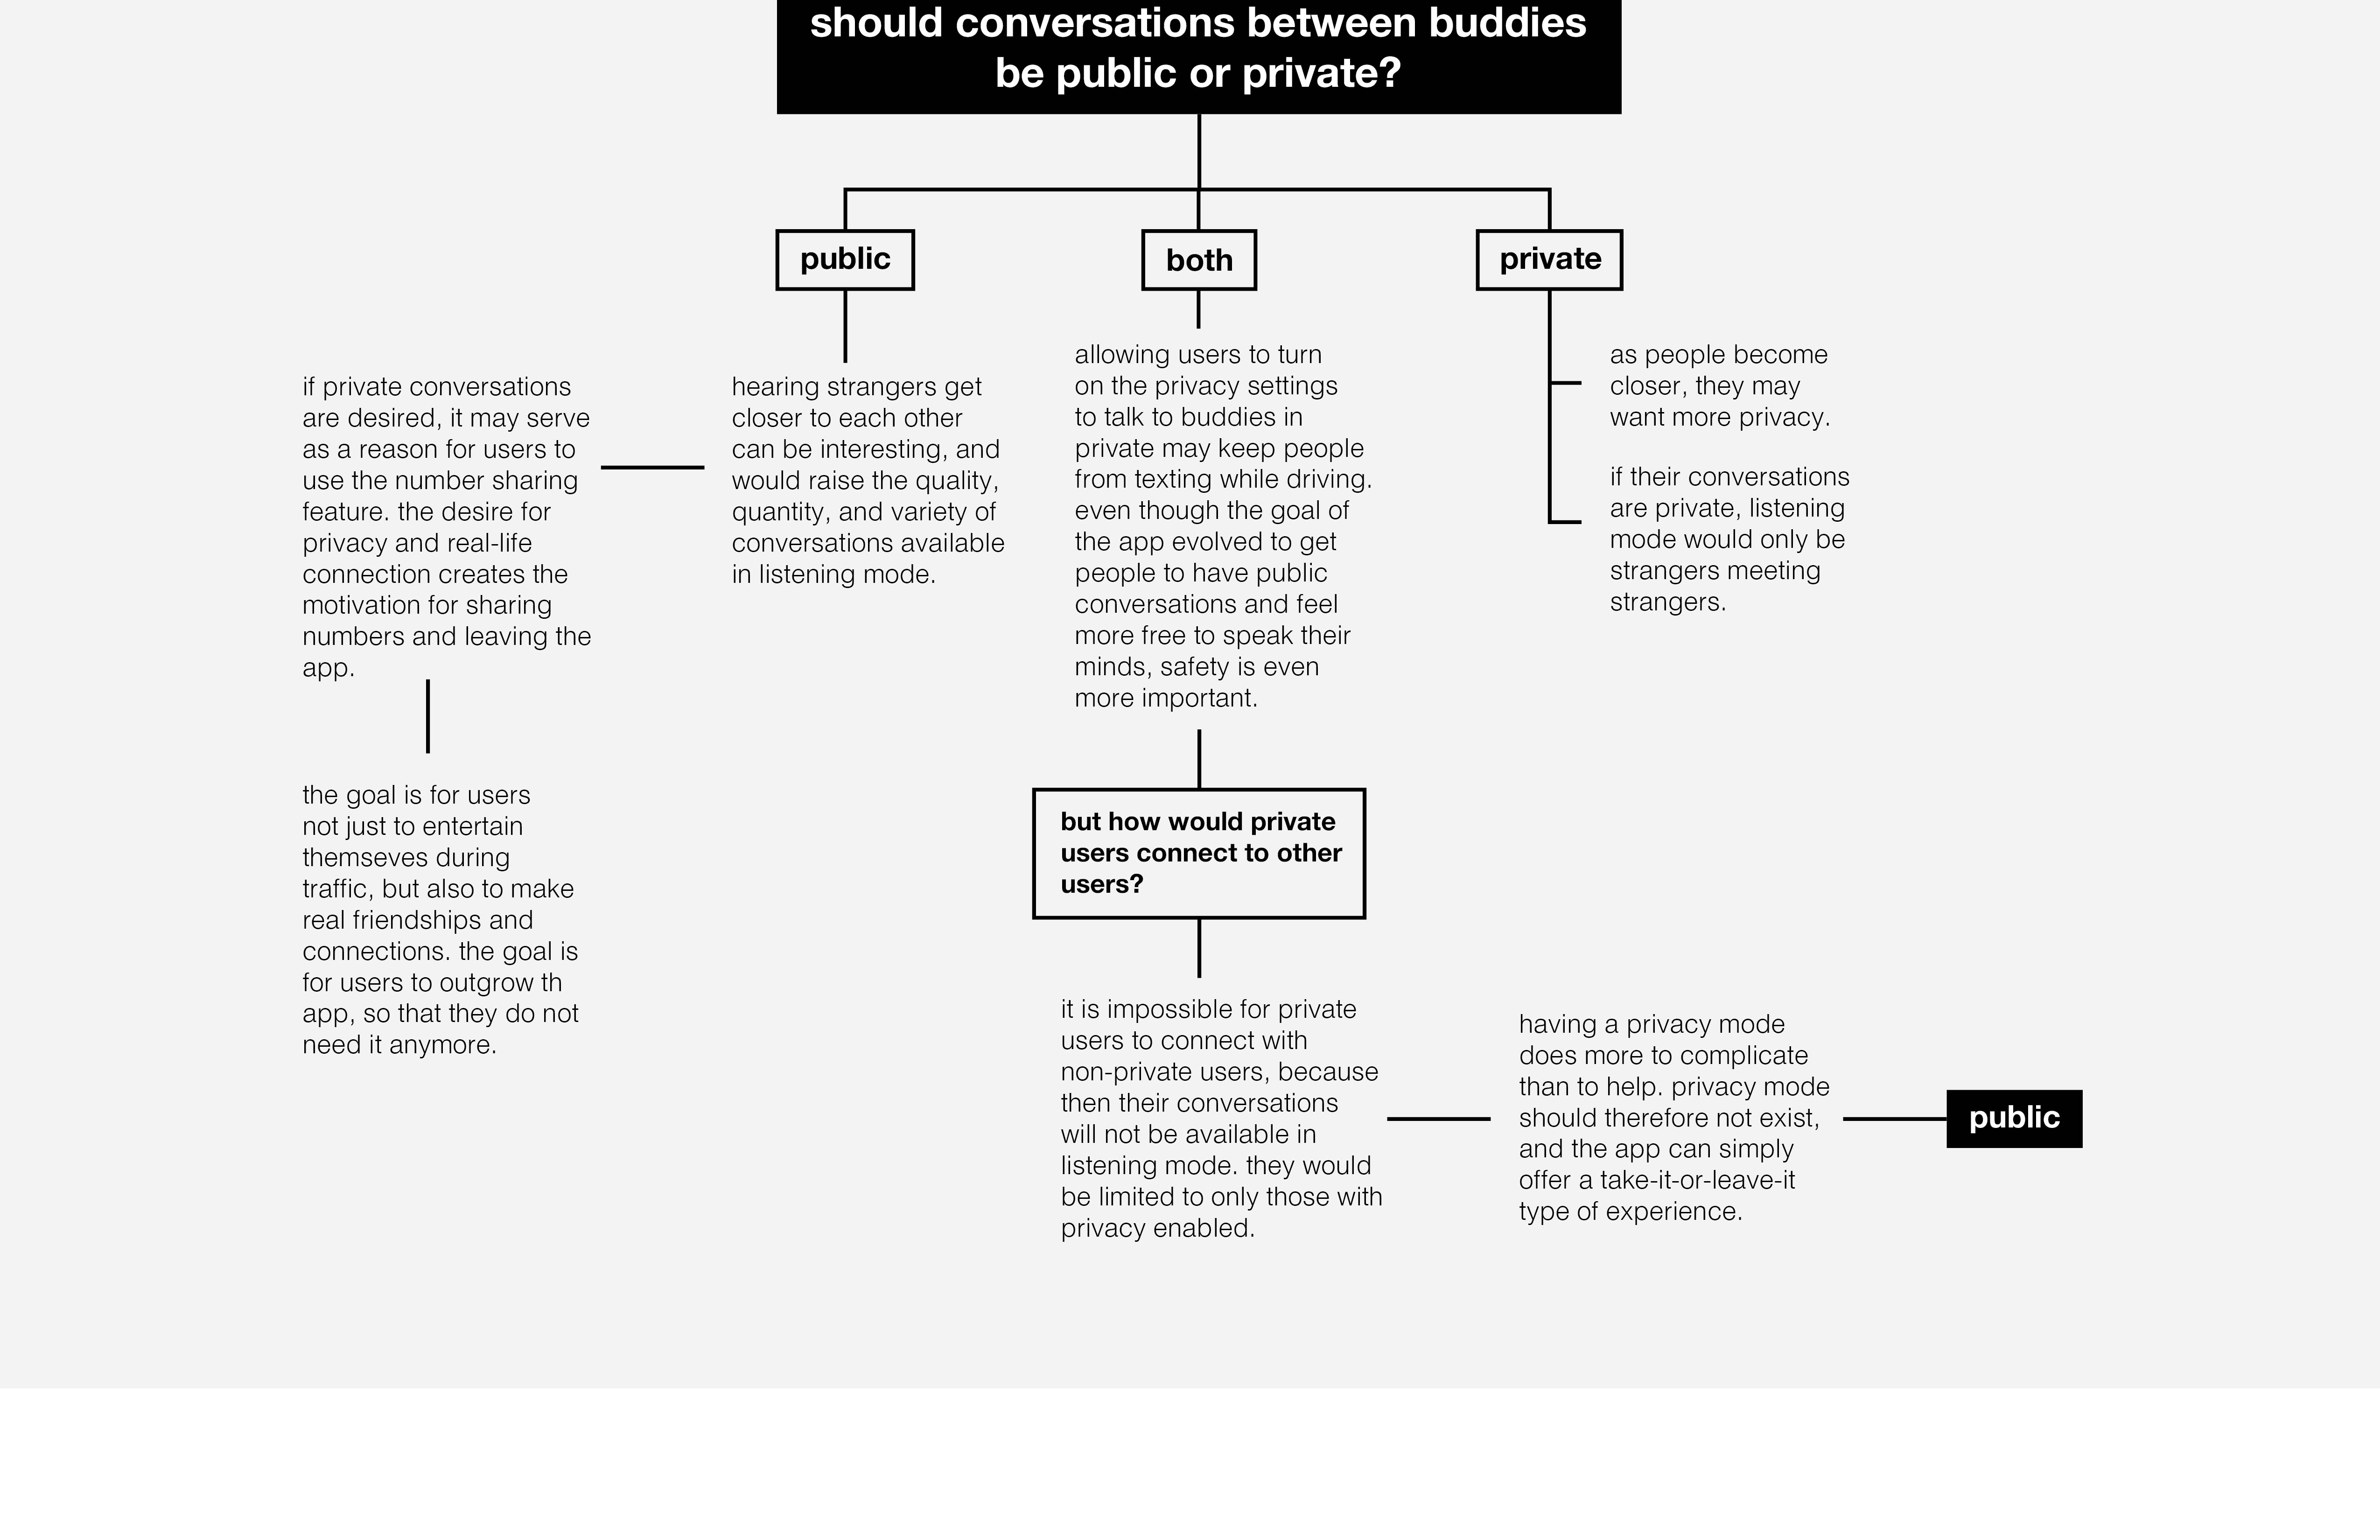 should conversations between buddies
be public or private?
public
both
private
if private conversations
are desired, it may serve
as a reason for users to
use the number sharing
feature. the desire for
privacy and real-life
connection creates the
motivation for sharing
numbers and leaving the
app.
hearing strangers get
closer to each other
can be interesting, and
would raise the quality,
quantity, and variety of
conversations available
in listening mode.
allowing users to turn
on the privacy settings
to talk to buddies in
private may keep people
from texting while driving.
even though the goal of
the app evolved to get
people to have public
conversations and feel
more free to speak their
minds, safety is even
more important.
as people become
closer, they may
want more privacy.
if their conversations
are private, listening
mode would only be
strangers meeting
strangers.
the goal is for users
not just to entertain
themseves during
traffic, but also to make
real friendships and
connections. the goal is
for users to outgrow th
app, so that they do not
need it anymore.
but how would private
users connect to other
users?
it is impossible for private
users to connect with
non-private users, because
then their conversations
will not be available in
listening mode. they would
be limited to only those with
privacy enabled.
having a privacy mode
does more to complicate
than to help. privacy mode
should therefore not exist,
and the app can simply
offer a take-it-or-leave-it
type of experience.
public